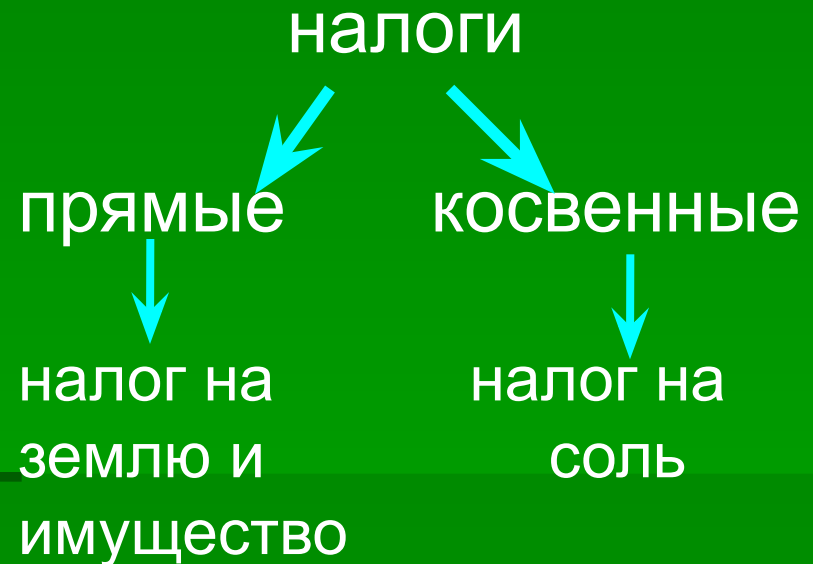 налоги
прямые
косвенные
налог на
землю и
имущество
налог на
соль